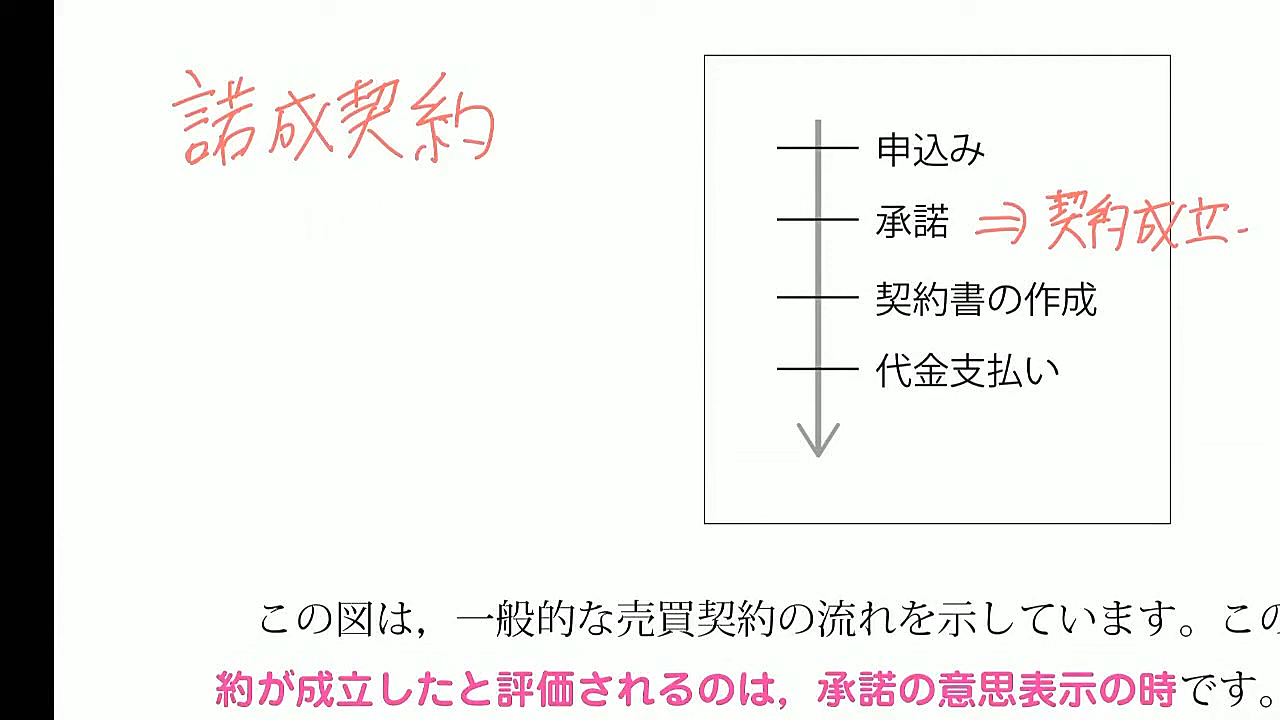 諾成契約
申込み
承諾 ⇒ 契約成立.
契約書の作成
代金支払い
この図は，一般的な売買契約の流れを示しています。この
約が成立したと評価されるのは，承諾の意思表示の時です。